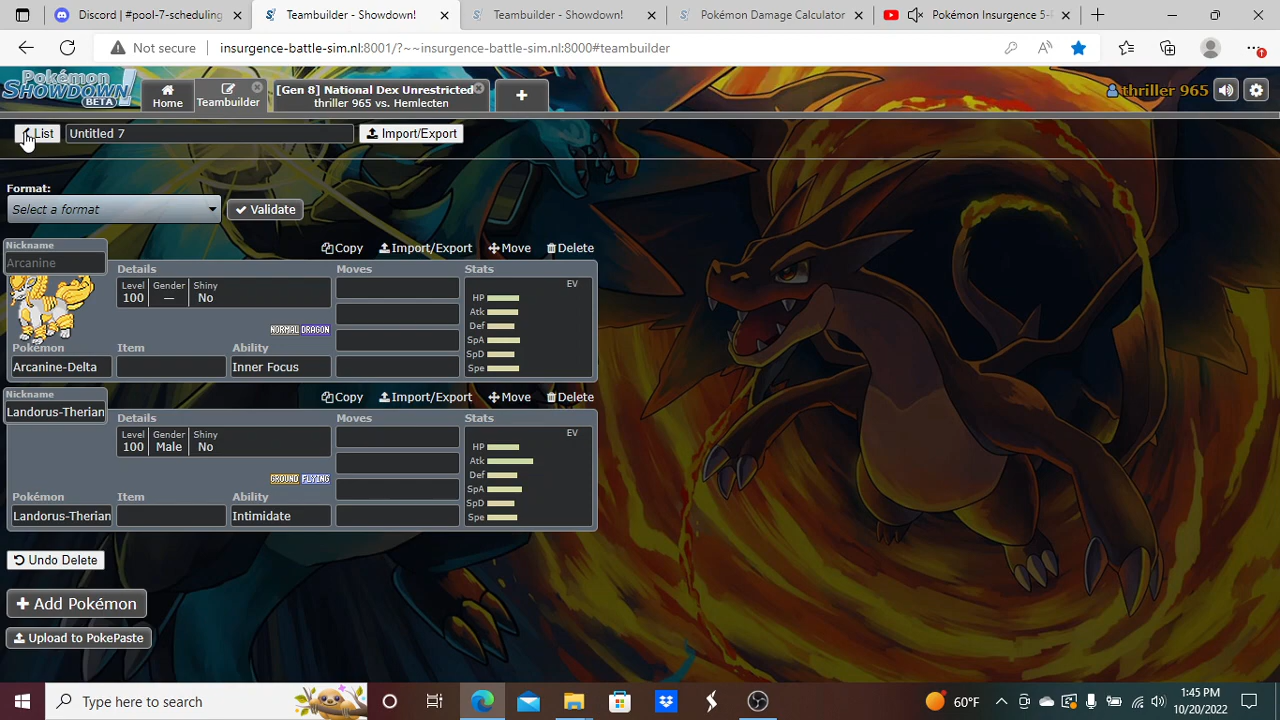 Discord | #pool-7-scheduling
Teambuilder - Showdown!
Teambuilder - Showdown!
Pokémon Damage Calculator
Pokémon Insurgence 5-
Not secure
insurgence-battle-sim.nl:8001/?~~insurgence-battle-sim.nl:8000#teambuilder
Pokémon
SHOWDOWN!
BETA
Home
Teambuilder
[Gen 8] National Dex Unrestricted
thriller 965 vs. Hemlecten
thriller 965
List
Untitled 7
Import/Export
Format:
Select a format
Validate
Copy
Import/Export
Move
Delete
Nickname
Arcanine
Details
Moves
Stats
Level
Gender
Shiny
EV
100
—
No
HP
Atk
Def
SpA
SpD
Spe
NORMAL
DRAGON
Pokémon
Item
Ability
Arcanine-Delta
Inner Focus
Copy
Import/Export
Move
Delete
Nickname
Landorus-Therian
Details
Moves
Stats
Level
Gender
Shiny
EV
100
Male
No
HP
Atk
Def
SpA
SpD
Spe
GROUND
FLYING
Pokémon
Item
Ability
Landorus-Therian
Intimidate
Undo Delete
Add Pokémon
Upload to PokePaste
Type here to search
60°F
1:45 PM
10/20/2022